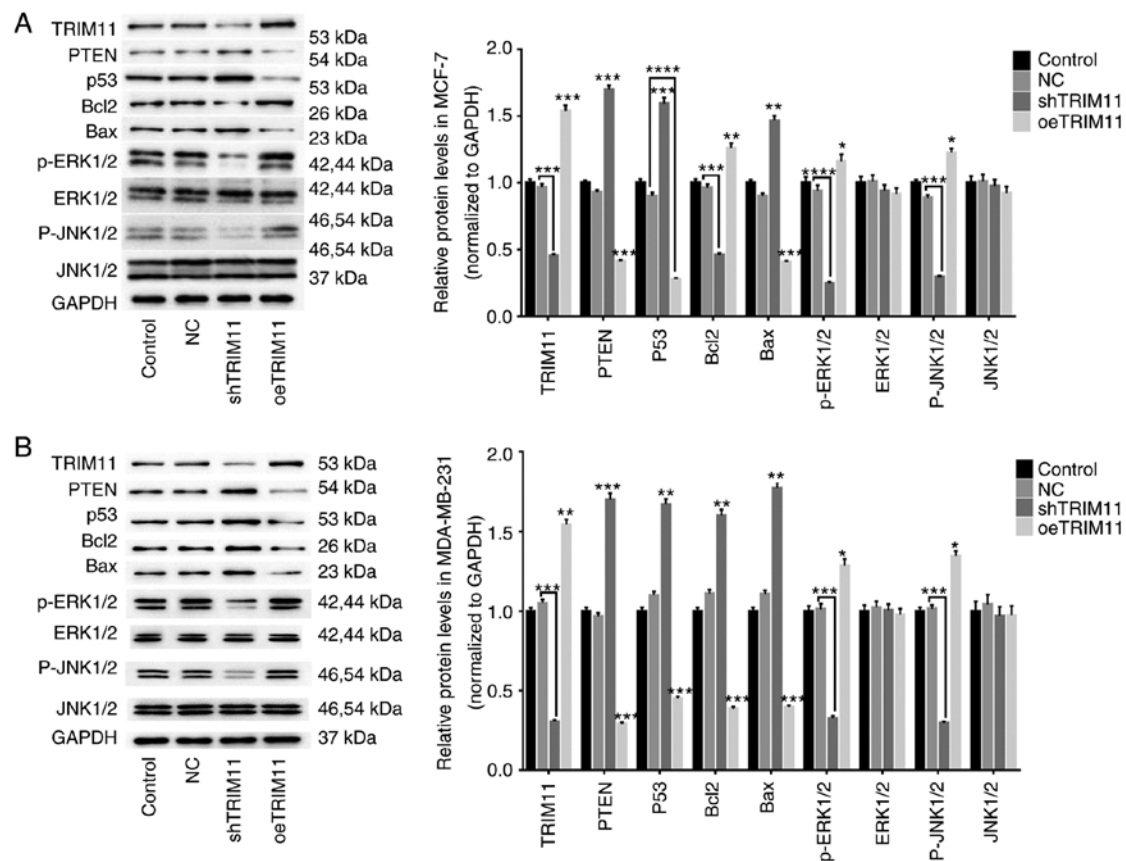 A
TRIM11
53 kDa
PTEN
54 kDa
p53
53 kDa
Bcl2
26 kDa
Bax
23 kDa
p-ERK1/2
42,44 kDa
ERK1/2
42,44 kDa
46,54 kDa
P-JNK1/2
46,54 kDa
JNK1/2
37 kDa
GAPDH
Control
NC
shTRIM11
oeTRIM11
Relative protein levels in MCF-7
(normalized to GAPDH)
2.0
1.5
1.0
0.5
0.0
***
***
***
***
****
***
***
**
**
***
****
*
***
*
TRIM11
PTEN
P53
Bcl2
Bax
p-ERK1/2
ERK1/2
P-JNK1/2
JNK1/2
Control
NC
shTRIM11
oeTRIM11
B
TRIM11
53 kDa
PTEN
54 kDa
p53
53 kDa
Bcl2
26 kDa
Bax
23 kDa
p-ERK1/2
42,44 kDa
ERK1/2
42,44 kDa
P-JNK1/2
46,54 kDa
JNK1/2
46,54 kDa
GAPDH
37 kDa
Control
NC
shTRIM11
oeTRIM11
Relative protein levels in MDA-MB-231
(normalized to GAPDH)
2.0
1.5
1.0
0.5
0.0
***
**
***
***
**
***
**
***
**
***
***
*
***
*
TRIM11
PTEN
P53
Bcl2
Bax
p-ERK1/2
ERK1/2
P-JNK1/2
JNK1/2
Control
NC
shTRIM11
oeTRIM11